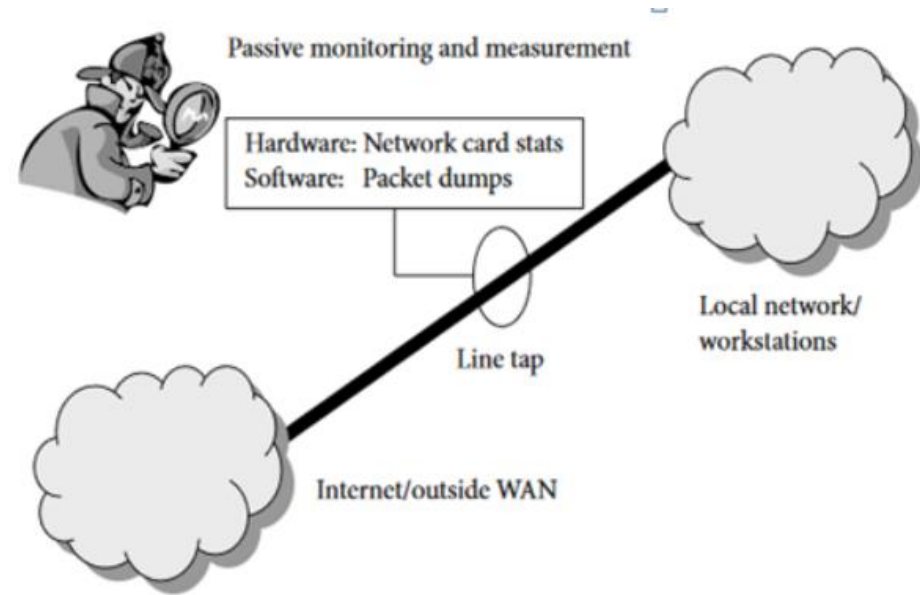 Passive monitoring and measurement
Hardware: Network card stats
Software: Packet dumps
Line tap
Local network/
workstations
Internet/outside WAN